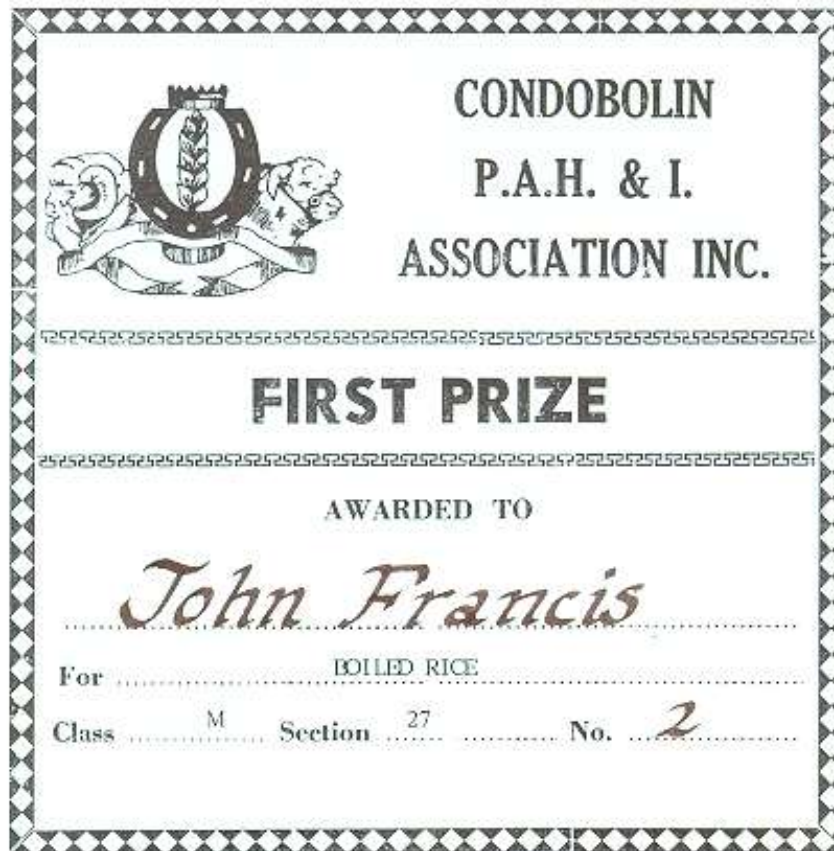 CONDOBOLIN
P.A.H. & I.
ASSOCIATION INC.
FIRST PRIZE
AWARDED TO
John Francis
For BOILED RICE
Class M Section 27 No. 2